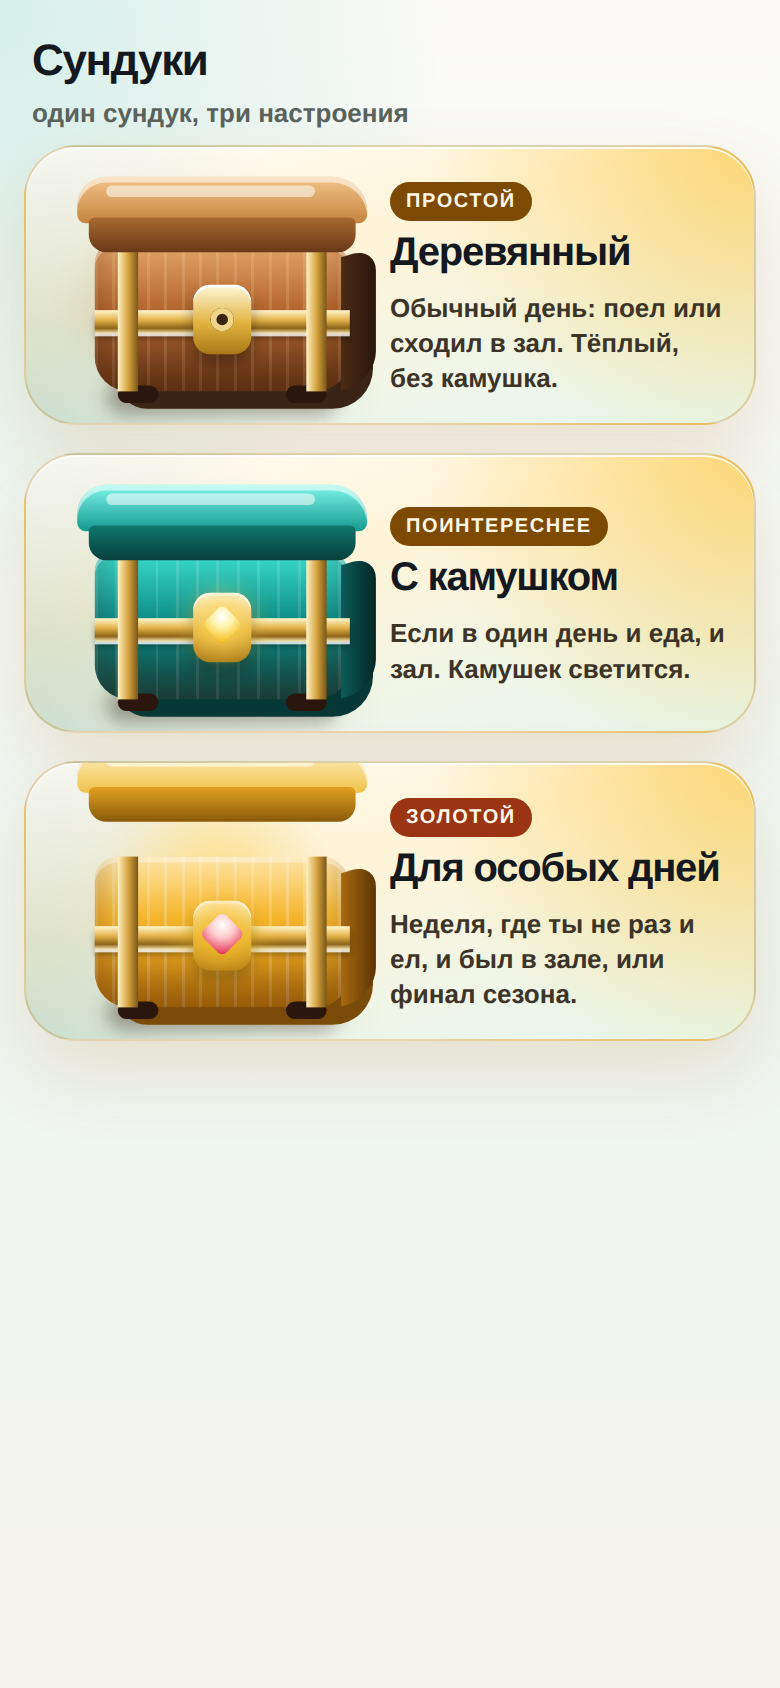 Сундуки
один сундук, три настроения
ПРОСТОЙ
Деревянный
Обычный день: поел или
сходил в зал. Тёплый,
без камушка.
ПОИНТЕРЕСНЕЕ
С камушком
Если в один день и еда, и
зал. Камушек светится.
ЗОЛОТОЙ
Для особых дней
Неделя, где ты не раз и
ел, и был в зале, или
финал сезона.